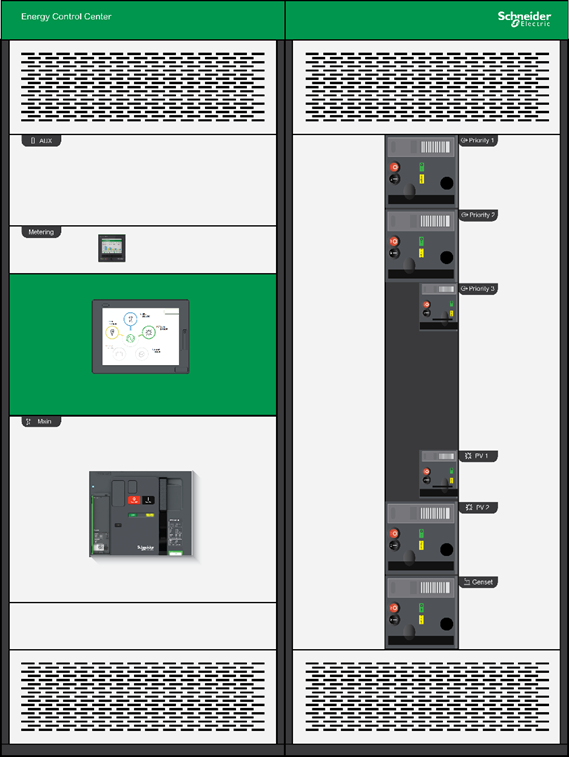 Energy Control Center
Schneider
Electric
AUX
Priority 1
Metering
Priority 2
Priority 3
Main
PV 1
PV 2
Schneider
Genset